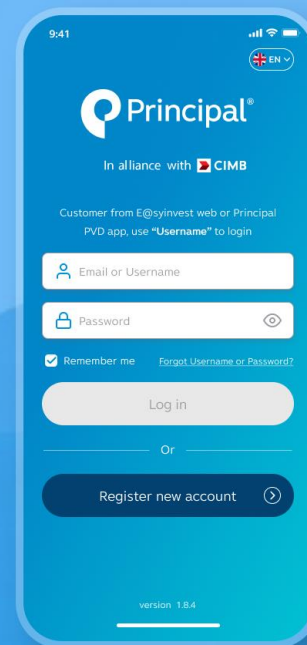 9:41
EN
Principal®
In alliance with CIMB
Customer from E@syinvest web or Principal
PVD app, use “Username” to login
Email or Username
Password
Remember me Forgot Username or Password?
Log in
Or
Register new account
version 1.8.4